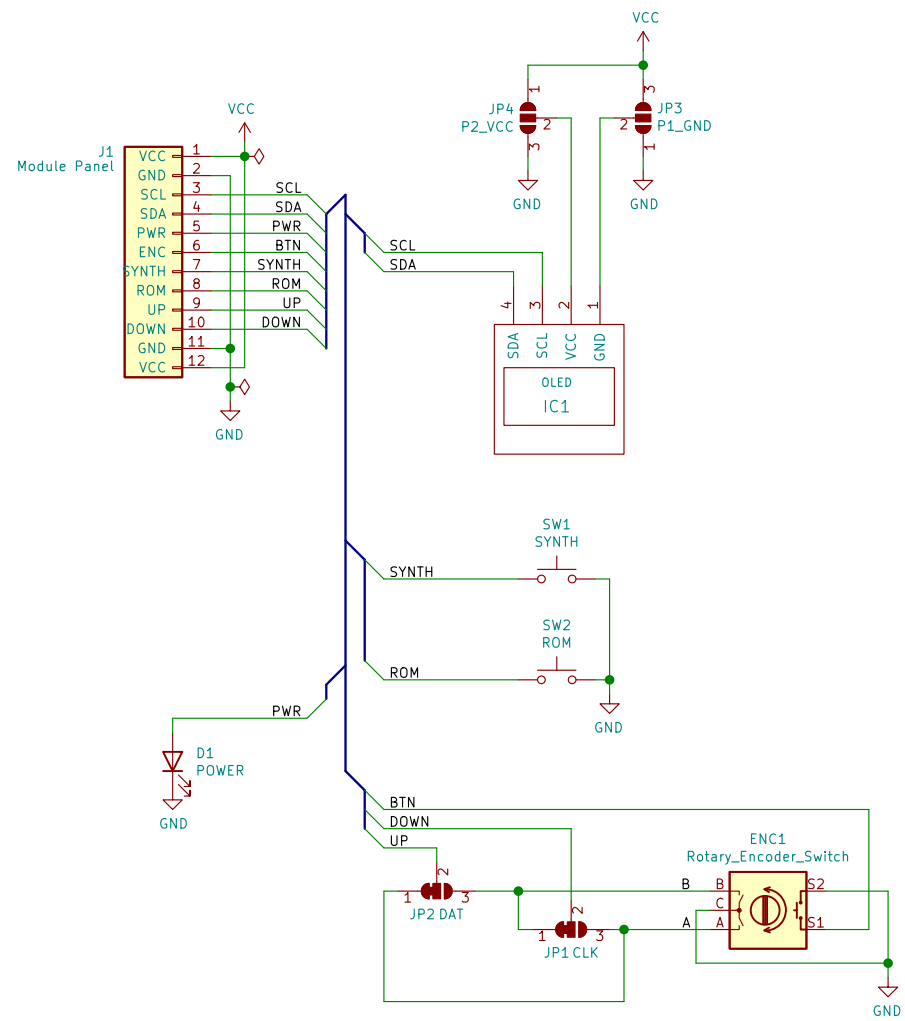 VCC
JP4
P2_VCC
1
2
3
GND
3
JP3
P1_GND
2
1
GND
VCC
J1
Module Panel
VCC 1
GND 2
SCL 3
SDA 4
PWR 5
ENC 6
SYNTH 7
ROM 8
UP 9
DOWN 10
GND 11
VCC 12
SCL
SDA
PWR
BTN
SYNTH
ROM
UP
DOWN
GND
SCL
SDA
4 3 2 1
SDA SCL VCC GND
OLED
IC1
SW1
SYNTH
SYNTH
SW2
ROM
ROM
GND
PWR
D1
POWER
GND
BTN
DOWN
UP
2
1 3
JP2 DAT
2
1 3
JP1 CLK
B
A
ENC1
Rotary_Encoder_Switch
B S2
C
A S1
GND